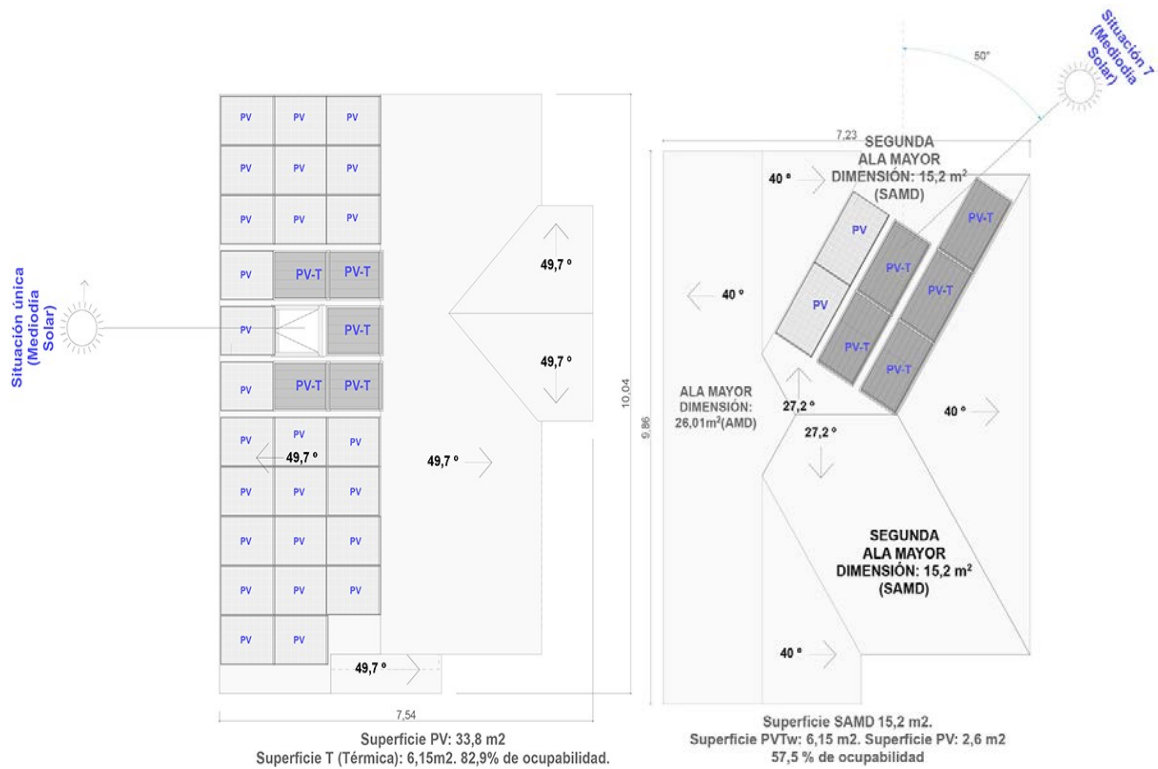 Situación única
(Mediodía
Solar)
PV PV PV
PV PV PV
PV PV PV
PV PV-T PV-T
PV PV-T
PV PV-T PV-T
PV PV PV
49,7 º
PV PV PV
PV PV PV
PV PV PV
PV PV
49,7 º
49,7 º
49,7 º
49,7 º
10,04
7,54
Superficie PV: 33,8 m2
Superficie T (Térmica): 6,15m2. 82,9% de ocupabilidad.
Situación 7
(Mediodía
Solar)
50°
7,23
SEGUNDA
ALA MAYOR
DIMENSIÓN: 15,2 m²
(SAMD)
40 º
PV
PV
PV-T
PV-T
PV-T
PV-T
PV-T
40 º
9,86
ALA MAYOR
DIMENSIÓN:
26,01m²(AMD)
27,2 º
27,2 º
40 º
SEGUNDA
ALA MAYOR
DIMENSIÓN: 15,2 m²
(SAMD)
40 º
Superficie SAMD 15,2 m2.
Superficie PVTw: 6,15 m2. Superficie PV: 2,6 m2
57,5 % de ocupabilidad